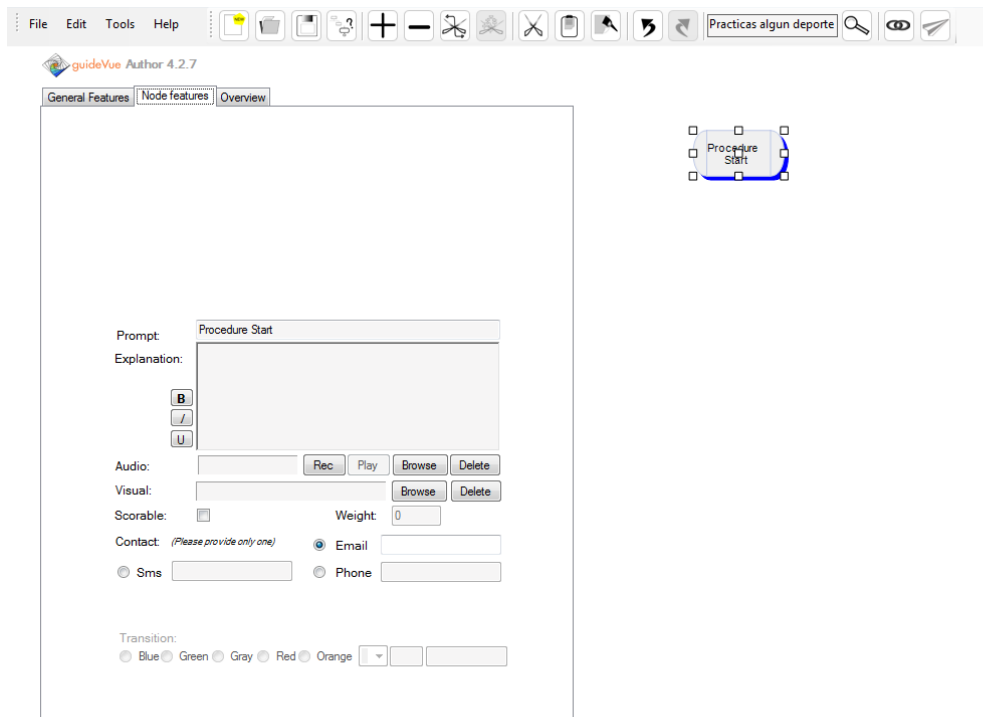 File Edit Tools Help NEW Practicas algun deporte
guideVue Author 4.2.7
General Features Node features Overview
Procedure
Start
Prompt: Procedure Start
Explanation:
B
I
U
Audio: Rec Play Browse Delete
Visual: Browse Delete
Scorable: Weight: 0
Contact: (Please provide only one) Email
Sms Phone
Transition:
Blue Green Gray Red Orange